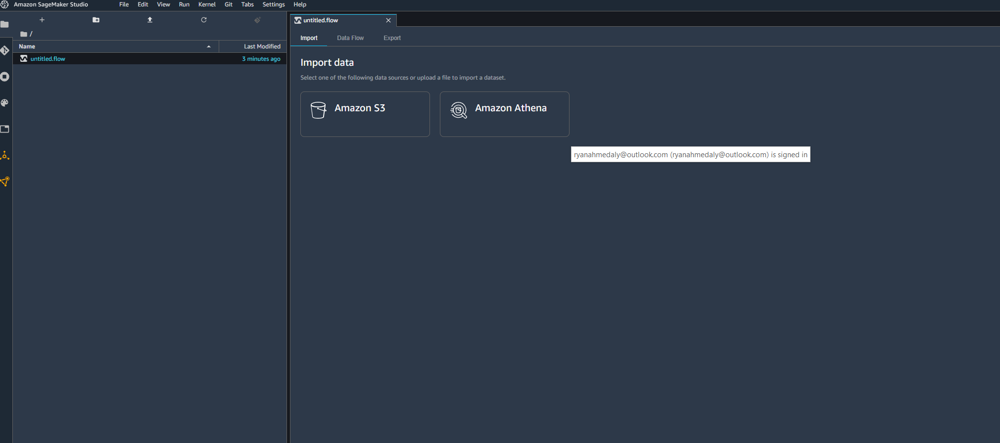 Amazon SageMaker Studio File Edit View Run Kernel Git Tabs Settings Help
/
Name Last Modified
untitled.flow 3 minutes ago
untitled.flow
Import Data Flow Export
Import data
Select one of the following data sources or upload a file to import a dataset.
Amazon S3
Amazon Athena
ryanahmedaly@outlook.com (ryanahmedaly@outlook.com) is signed in